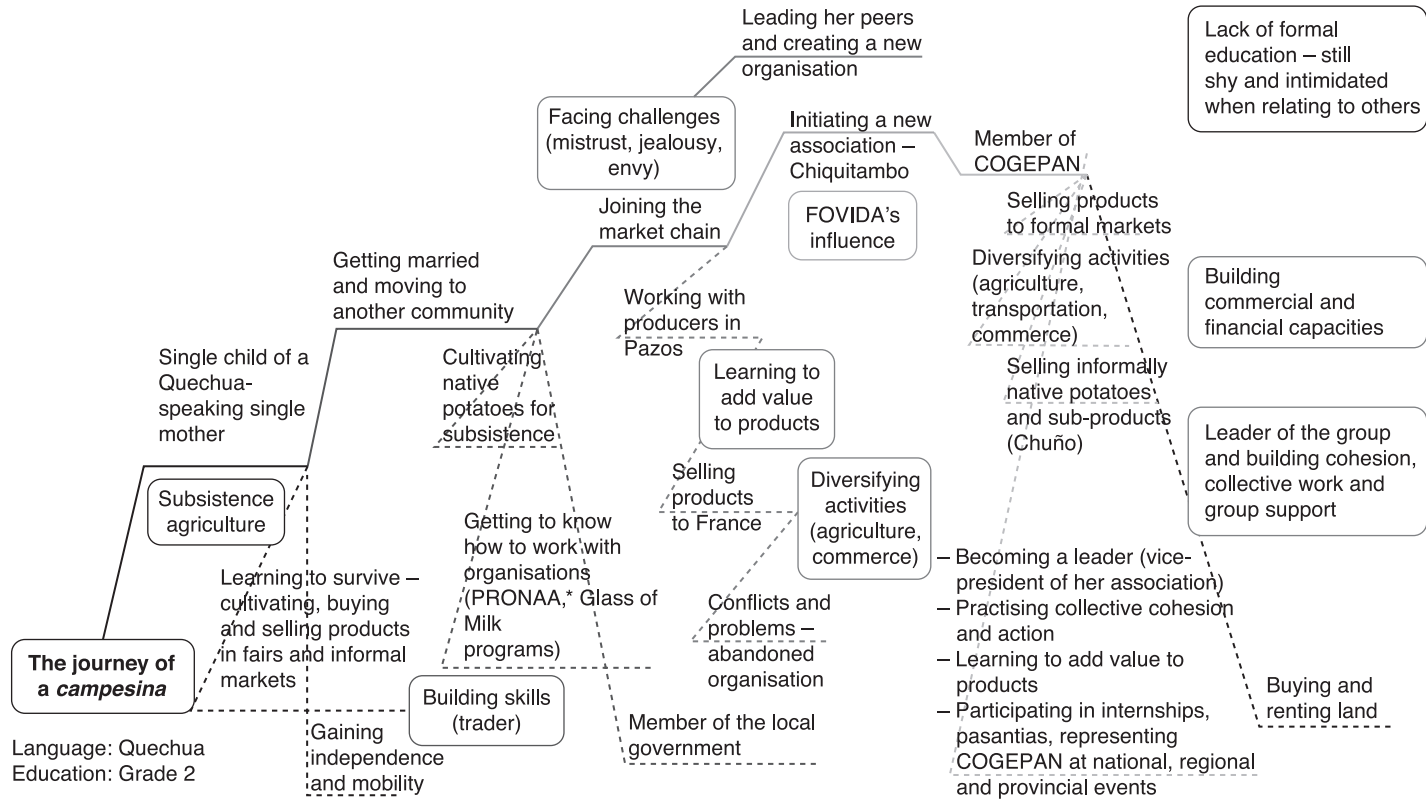 Leading her peers
and creating a new
organisation
Lack of formal
education – still
shy and intimidated
when relating to others
Facing challenges
(mistrust, jealousy,
envy)
Initiating a new
association –
Chiquitambo
Member of
COGEPAN
Joining the
market chain
FOVIDA's
influence
Selling products
to formal markets
Getting married
and moving to
another community
Diversifying activities
(agriculture,
transportation,
commerce)
Building
commercial and
financial capacities
Working with
producers in
Pazos
Single child of a
Quechua-
speaking single
mother
Cultivating
native
potatoes for
subsistence
Learning to
add value
to products
Selling informally
native potatoes
and sub-products
(Chuño)
Leader of the group
and building cohesion,
collective work and
group support
Subsistence
agriculture
Selling
products
to France
Diversifying
activities
(agriculture,
commerce)
Getting to know
how to work with
organisations
(PRONAA,* Glass of
Milk
programs)
Learning to survive –
cultivating, buying
and selling products
in fairs and informal
markets
– Becoming a leader (vice-
president of her association)
– Practising collective cohesion
and action
– Learning to add value to
products
– Participating in internships,
pasantias, representing
COGEPAN at national, regional
and provincial events
Conflicts and
problems –
abandoned
organisation
The journey of
a campesina
Building skills
(trader)
Buying and
renting land
Member of the local
government
Gaining
independence
and mobility
Language: Quechua
Education: Grade 2